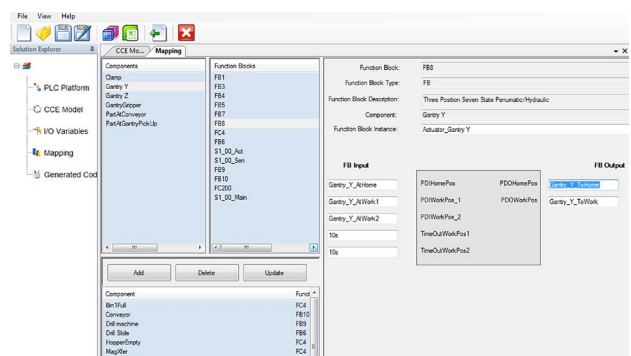 File View Help
Solution Explorer
CCE Mo... Mapping
PLC Platform
CCE Model
I/O Variables
Mapping
Generated Cod
Components
Clamp
Gantry Y
Gantry Z
GantryGripper
PartAtConveyor
PartAtGantryPickUp
Function Blocks
FB1
FB3
FB4
FB5
FB7
FB8
FC4
FB6
S1_00_Act
S1_00_Sen
FB9
FB10
FC200
S1_00_Main
Function Block: FB8
Function Block Type: FB
Function Block Description: Three Postion Seven State Penumatic/Hydraulic
Component: Gantry Y
Function Block Instance: Actuator_Gantry Y
FB Input FB Output
Gantry_Y_AtHome PDIHomePos PDOHomePos Gantry_Y_ToHome
Gantry_Y_AtWork1 PDIWorkPos_1 PDOWorkPos Gantry_Y_ToWork
Gantry_Y_AtWork2 PDIWorkPos_2
10s TimeOutWorkPos1
10s TimeOutWorkPos2
Add Delete Update
Component Funct
Bin1Full FC4
Conveyor FB10
Drill machine FB9
Drill Slide FB6
HopperEmpty FC4
MagXfer FC4